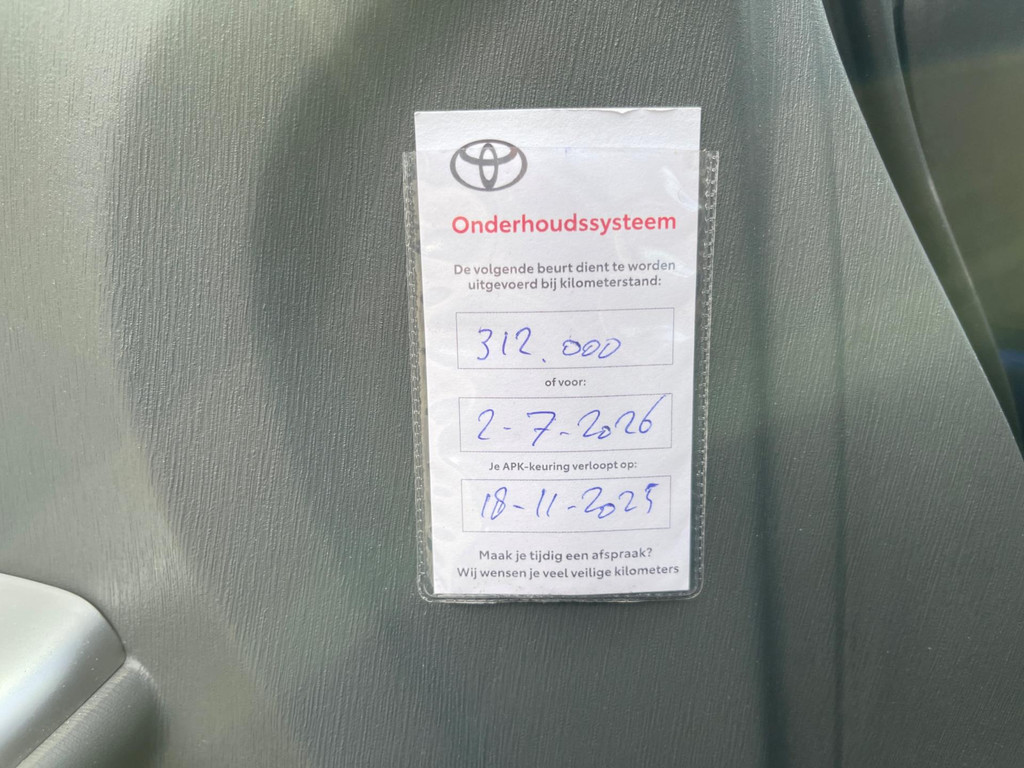 Onderhoudssysteem
De volgende beurt dient te worden
uitgevoerd bij kilometerstand:
312.000
of voor:
2-7-2026
Je APK-keuring verloopt op:
18-11-2025
Maak je tijdig een afspraak?
Wij wensen je veel veilige kilometers